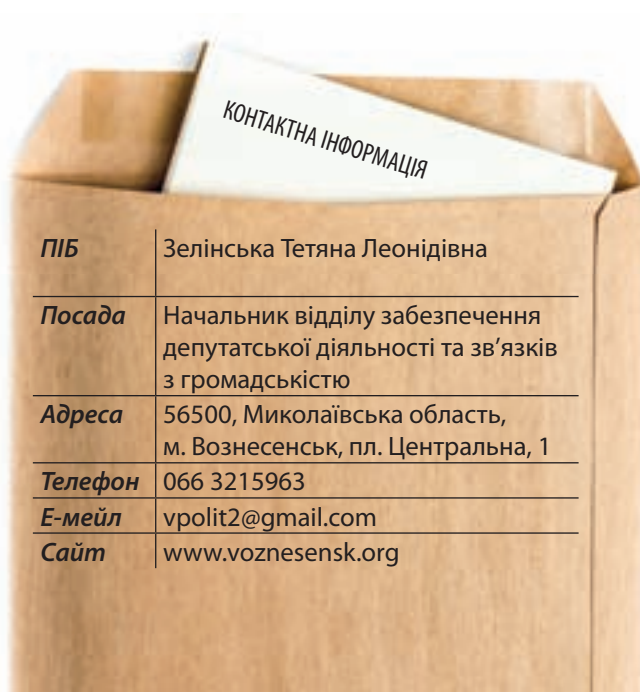 КОНТАКТНА ІНФОРМАЦІЯ
ПІБ Зелінська Тетяна Леонідівна
Посада Начальник відділу забезпечення
депутатської діяльності та зв’язків
з громадськістю
Адреса 56500, Миколаївська область,
м. Вознесенськ, пл. Центральна, 1
Телефон 066 3215963
Е-мейл vpolit2@gmail.com
Сайт www.voznesensk.org